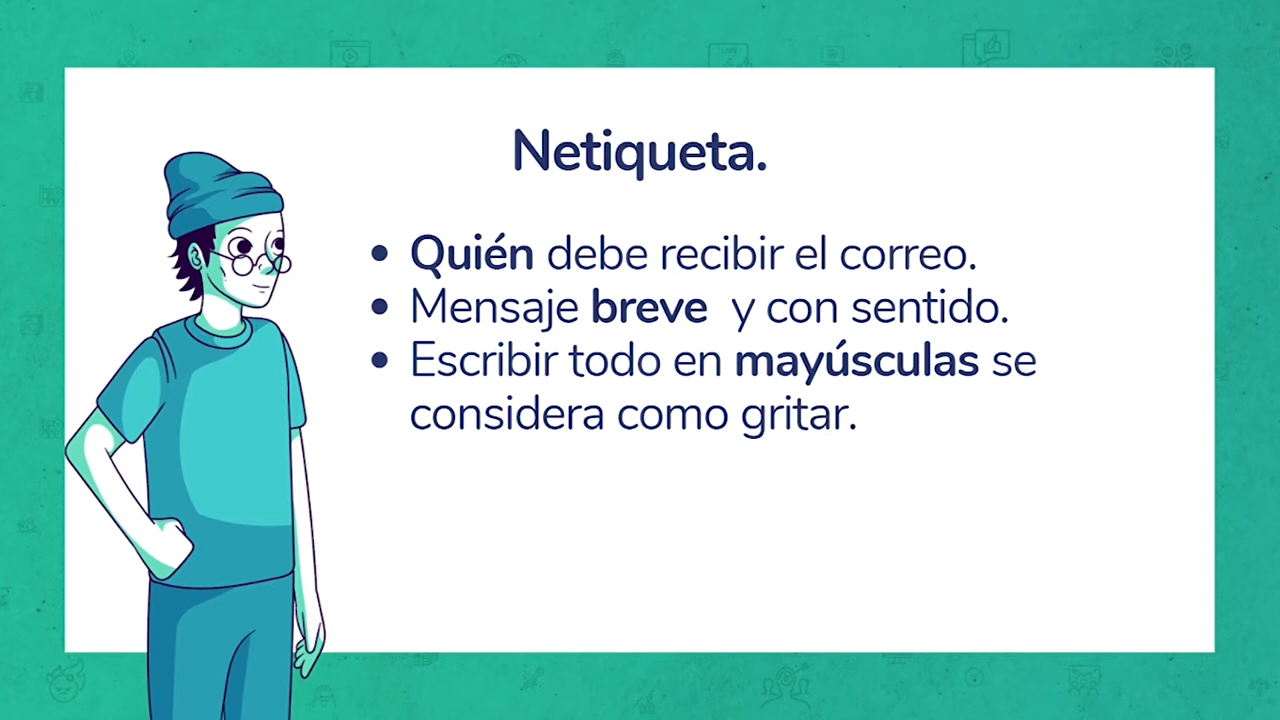 Netiqueta.
• Quién debe recibir el correo.
• Mensaje breve  y con sentido.
• Escribir todo en mayúsculas se
considera como gritar.